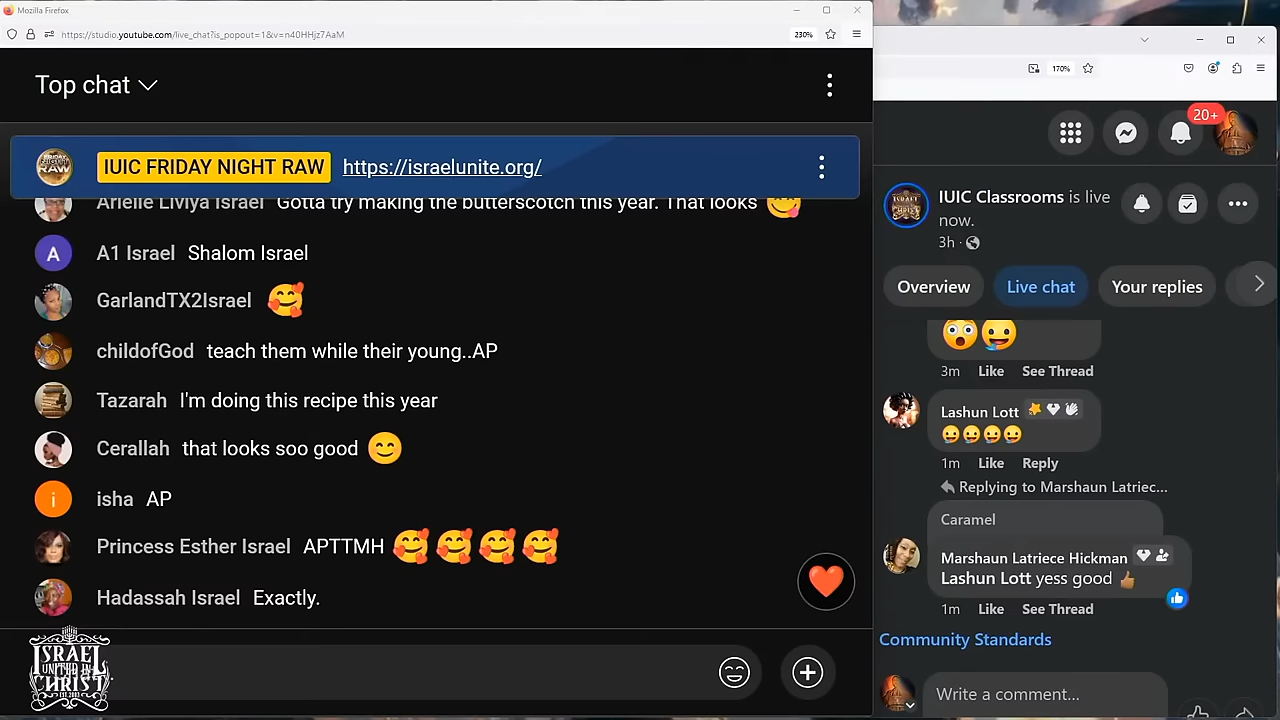 Mozilla Firefox
https://studio.youtube.com/live_chat?is_popout=1&v=n40HHjz7AaM
230%
Top chat
IUIC FRIDAY NIGHT RAW https://israelunite.org/
Arielle Liviya Israel Gotta try making the butterscotch this year. That looks 😋
A1 Israel Shalom Israel
GarlandTX2Israel 🥰
childofGod teach them while their young..AP
Tazarah I'm doing this recipe this year
Cerallah that looks soo good 😊
isha AP
Princess Esther Israel APTTMH 🥰🥰🥰🥰
Hadassah Israel Exactly.
ISRAEL
UNITED IN
CHRIST
170%
20+
IUIC Classrooms is live
now.
3h
Overview Live chat Your replies
3m Like See Thread
Lashun Lott
1m Like Reply
Replying to Marshaun Latriec...
Caramel
Marshaun Latriece Hickman
Lashun Lott yess good
1m Like See Thread
Community Standards
Write a comment...